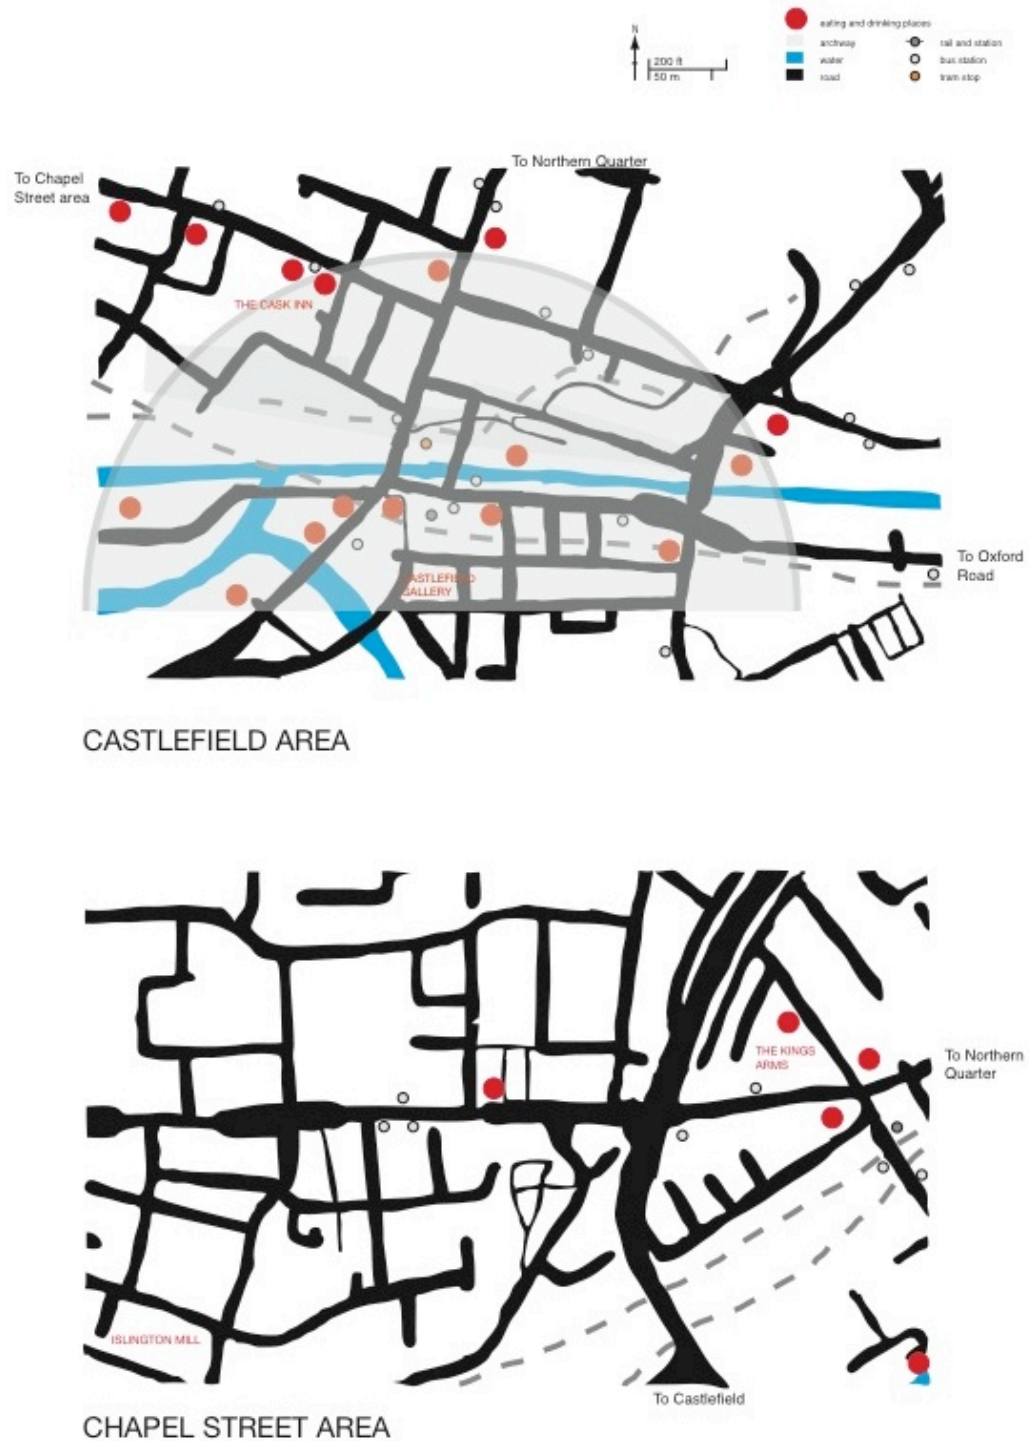 N
200 ft
50 m
eating and drinking places
archway
water
road
rail and station
bus station
tram stop
To Chapel
Street area
To Northern Quarter
THE CASK INN
CASTLEFIELD
GALLERY
To Oxford
Road
CASTLEFIELD AREA
THE KINGS
ARMS
To Northern
Quarter
ISLINGTON MILL
To Castlefield
CHAPEL STREET AREA